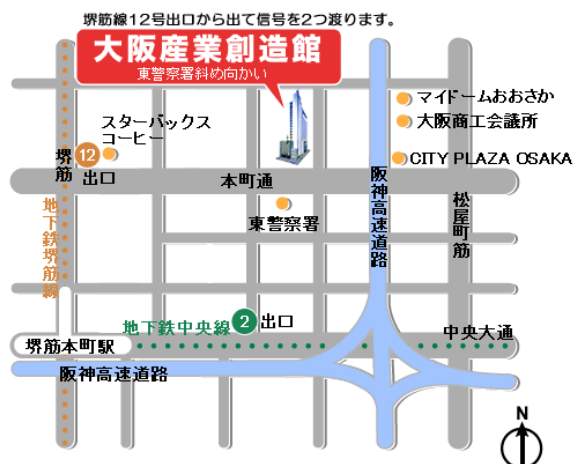 堺筋線12号出口から出て信号を2つ渡ります。
大阪産業創造館
東警察署斜め向かい
マイドームおおさか
大阪商工会議所
スターバックス
コーヒー
CITY PLAZA OSAKA
堺筋
12
出口
本町通
阪神高速道路
松屋町筋
東警察署
地下鉄堺筋線
地下鉄中央線
2
出口
中央大通
堺筋本町駅
阪神高速道路
N